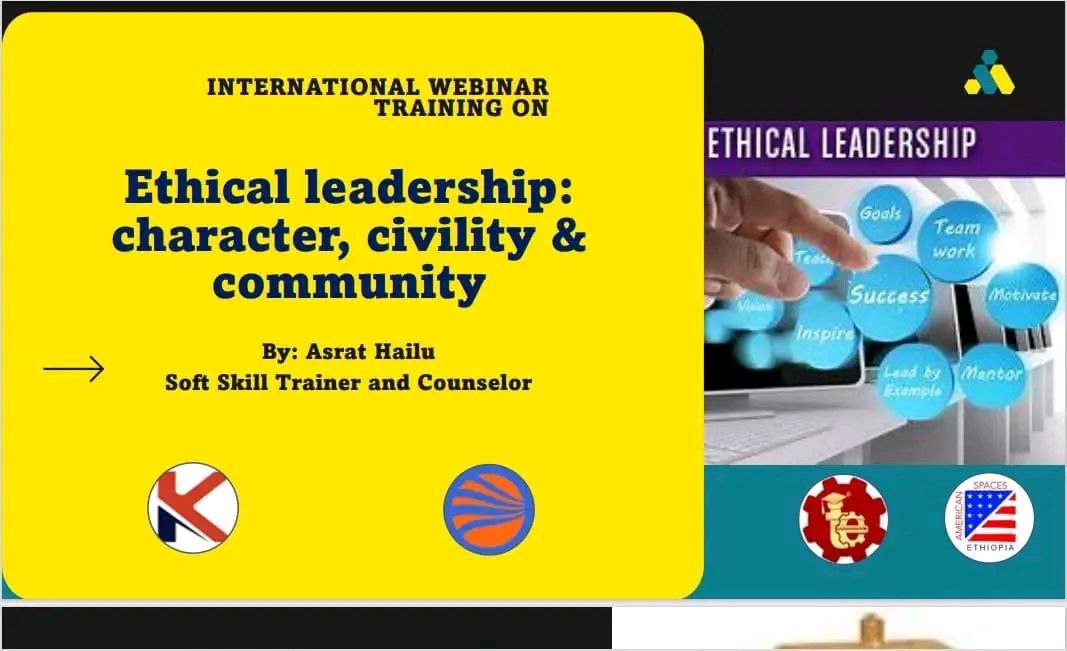 INTERNATIONAL WEBINAR
TRAINING ON
Ethical leadership:
character, civility &
community
By: Asrat Hailu
Soft Skill Trainer and Counselor
ETHICAL LEADERSHIP
Goals
Team
work
Teach
Success
Motivate
Vision
Inspire
Lead by
Example
Mentor
AMERICAN
SPACES
ETHIOPIA